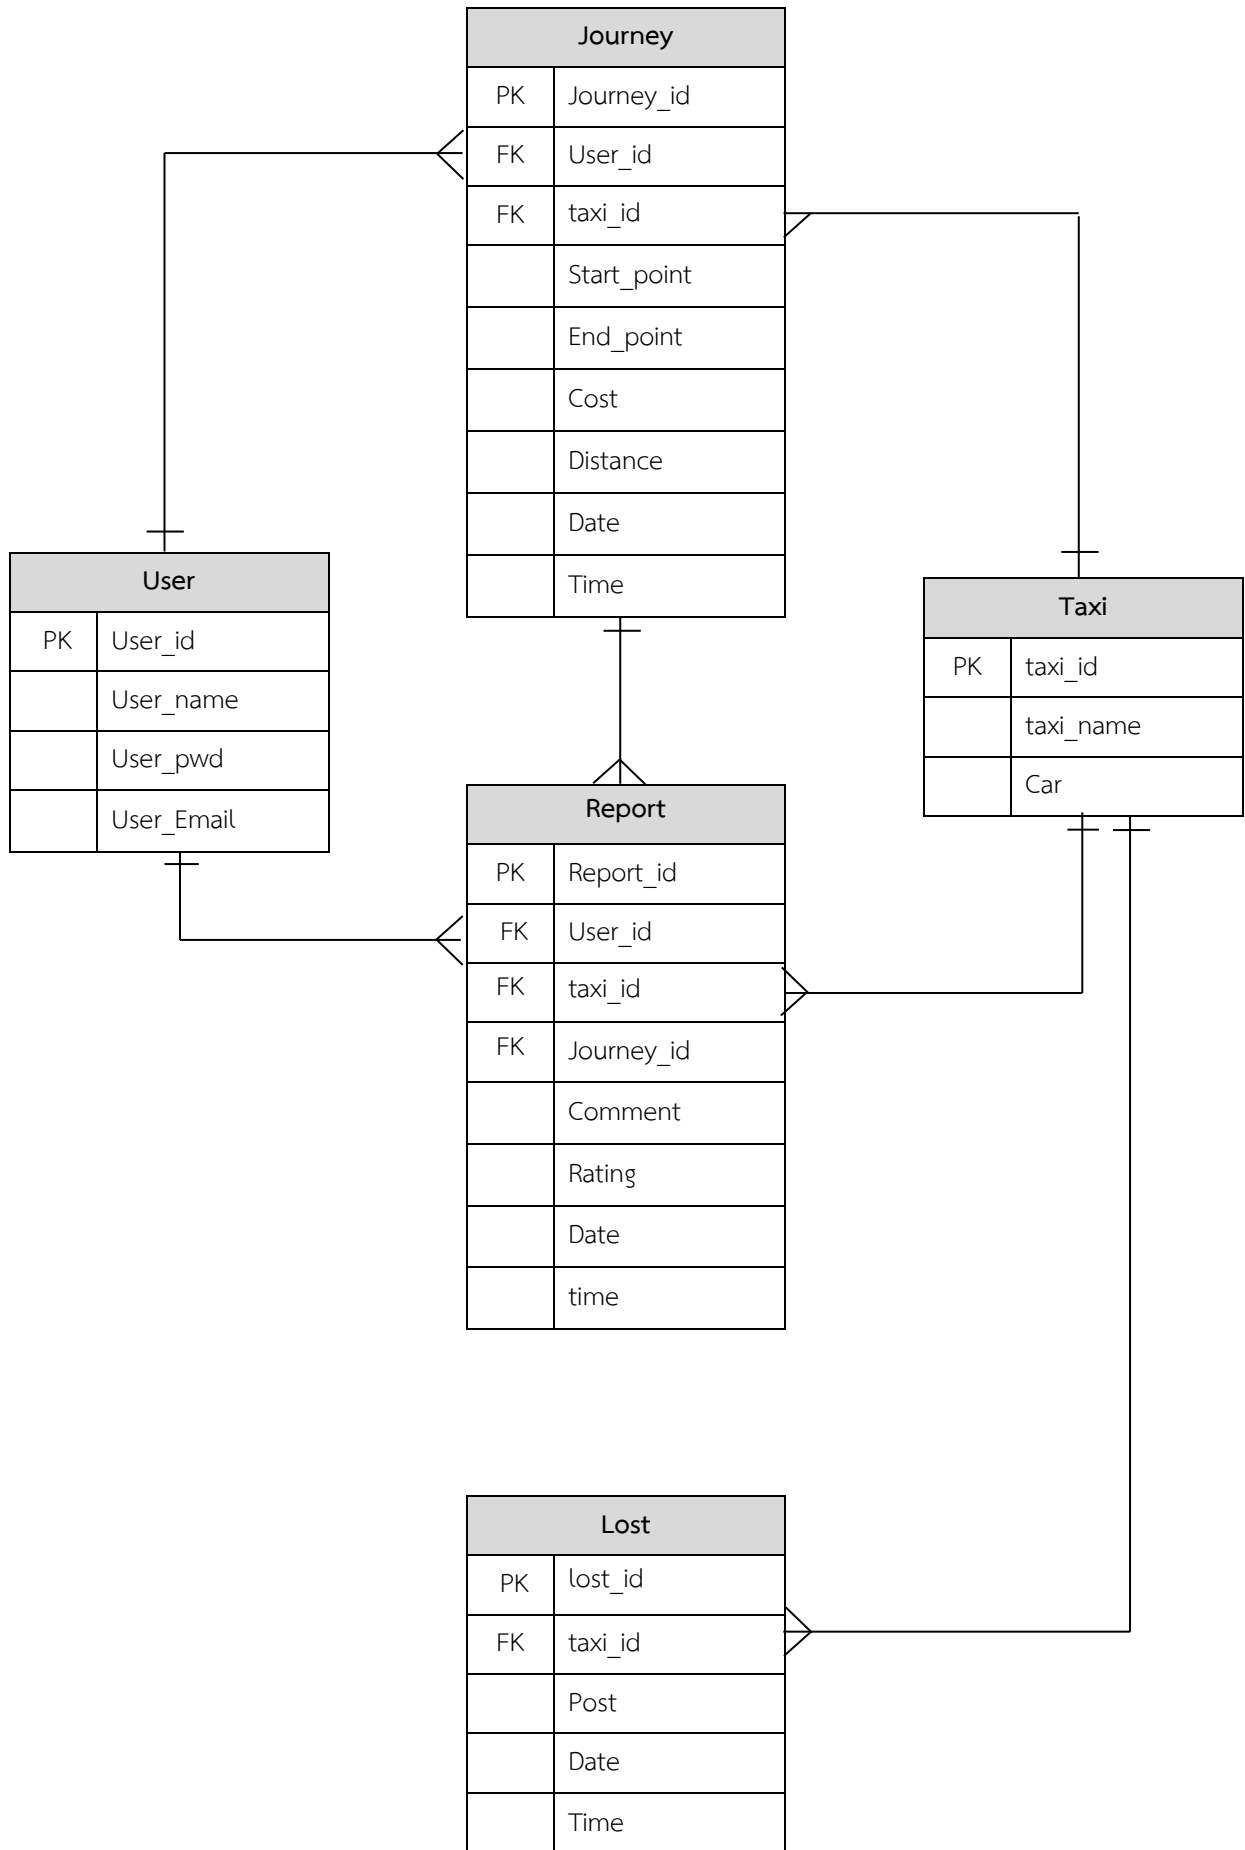 Journey
PK Journey_id
FK User_id
FK taxi_id
Start_point
End_point
Cost
Distance
Date
Time
User
PK User_id
User_name
User_pwd
User_Email
Taxi
PK taxi_id
taxi_name
Car
Report
PK Report_id
FK User_id
FK taxi_id
FK Journey_id
Comment
Rating
Date
time
Lost
PK lost_id
FK taxi_id
Post
Date
Time